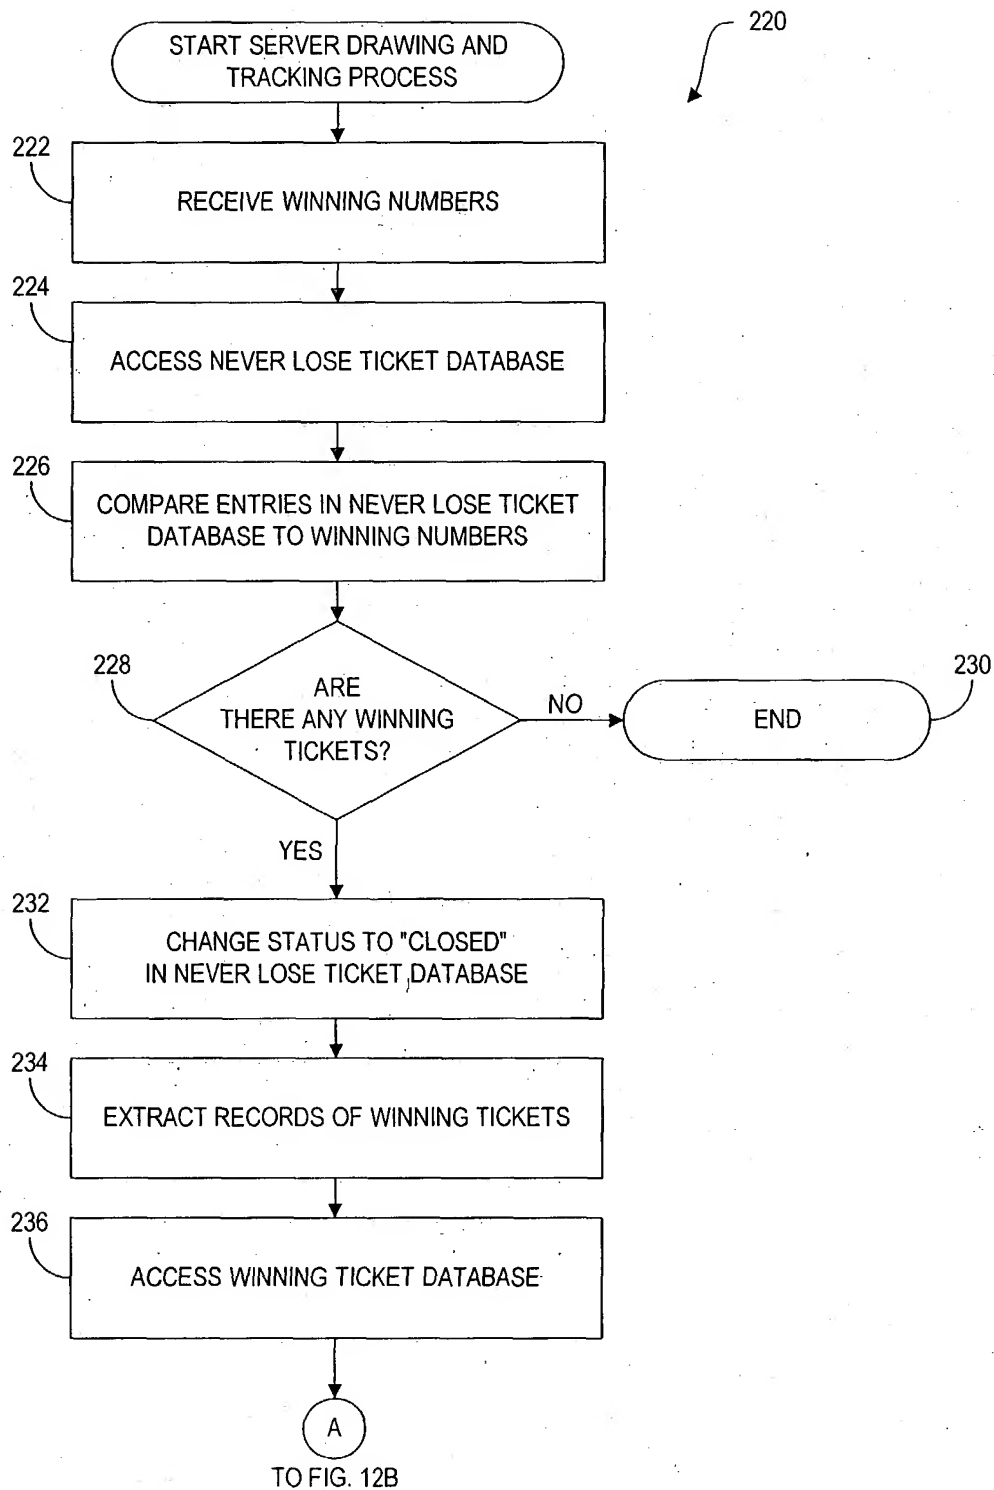 220
START SERVER DRAWING AND
TRACKING PROCESS
222
RECEIVE WINNING NUMBERS
224
ACCESS NEVER LOSE TICKET DATABASE
226
COMPARE ENTRIES IN NEVER LOSE TICKET
DATABASE TO WINNING NUMBERS
228
ARE
THERE ANY WINNING
TICKETS?
NO
230
END
YES
232
CHANGE STATUS TO "CLOSED"
IN NEVER LOSE TICKET DATABASE
234
EXTRACT RECORDS OF WINNING TICKETS
236
ACCESS WINNING TICKET DATABASE
A
TO FIG. 12B